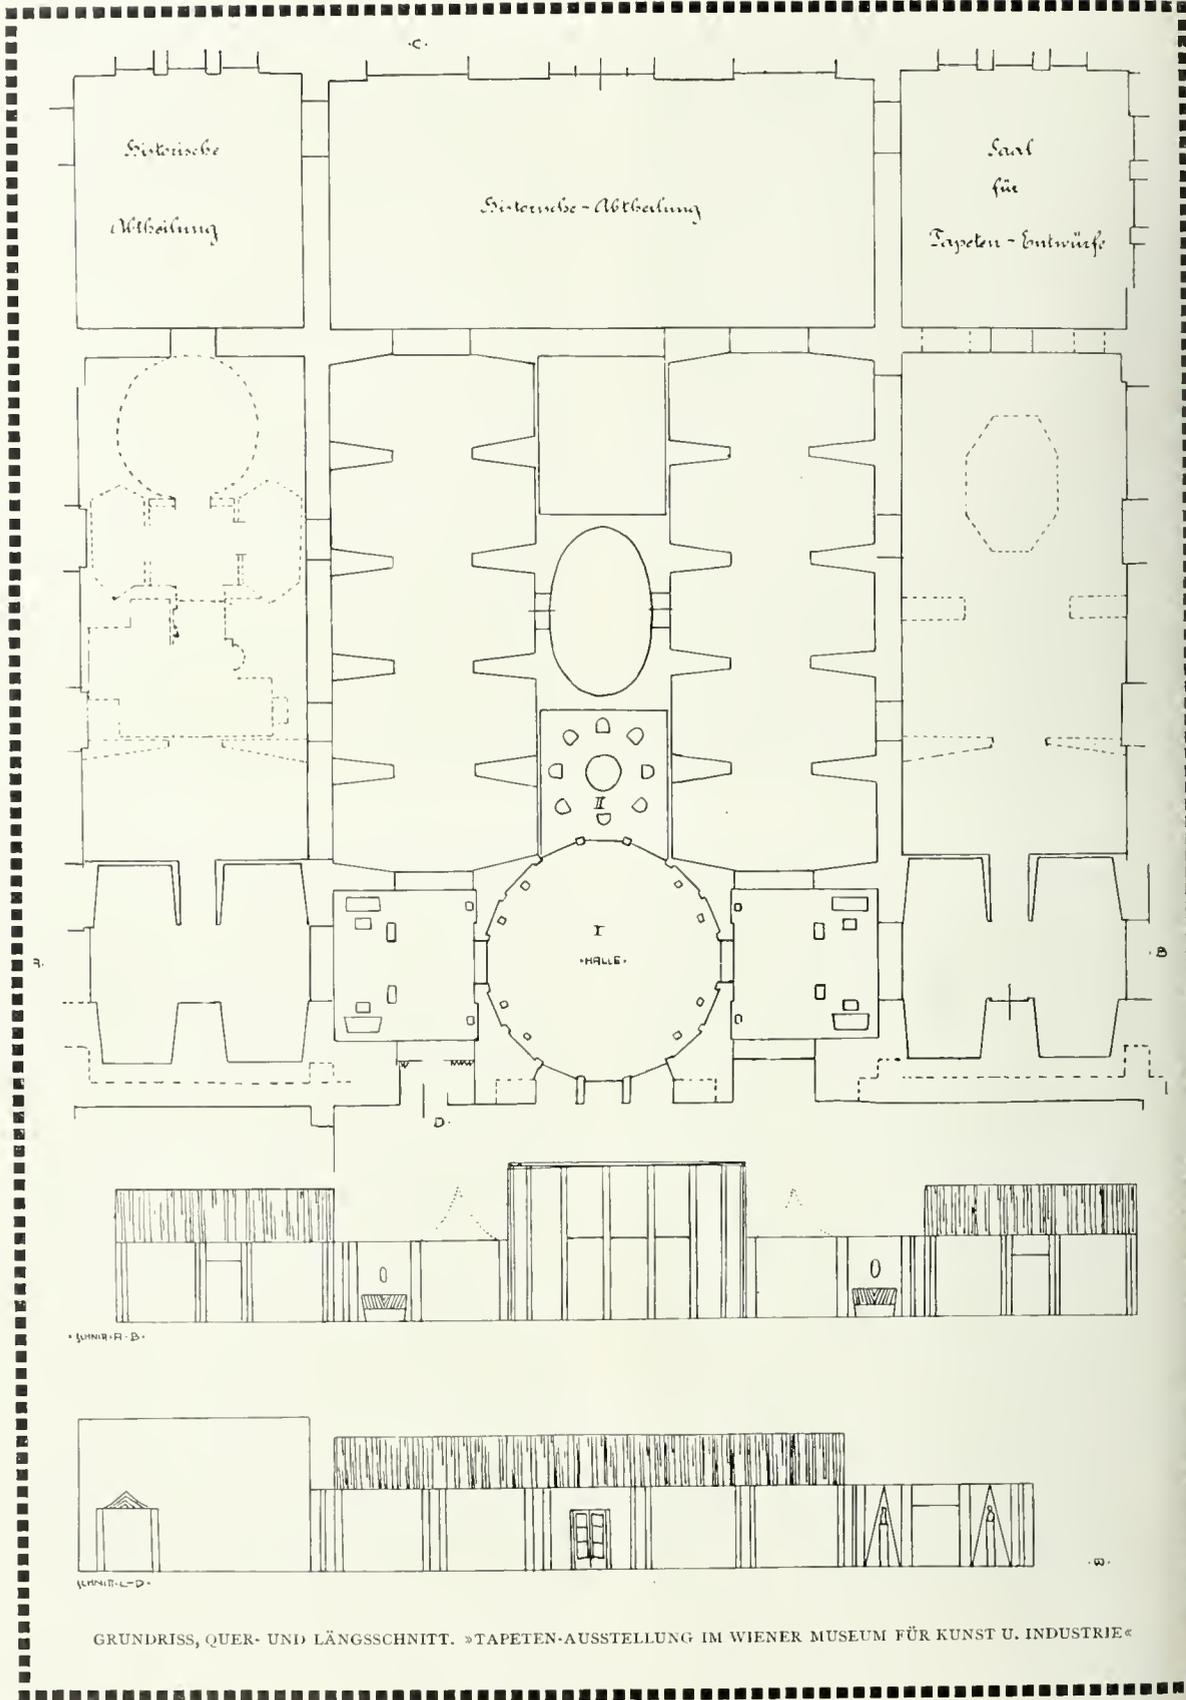 ·C·
Historische
Abtheilung
Historische-Abtheilung
Saal
für
Tapeten-Entwürfe
II
I
·HALLE·
A·
·B
D·
·SCHNITT·A·B·
SCHNITT·C-D·
GRUNDRISS, QUER- UND LÄNGSSCHNITT. »TAPETEN-AUSSTELLUNG IM WIENER MUSEUM FÜR KUNST U. INDUSTRIE«